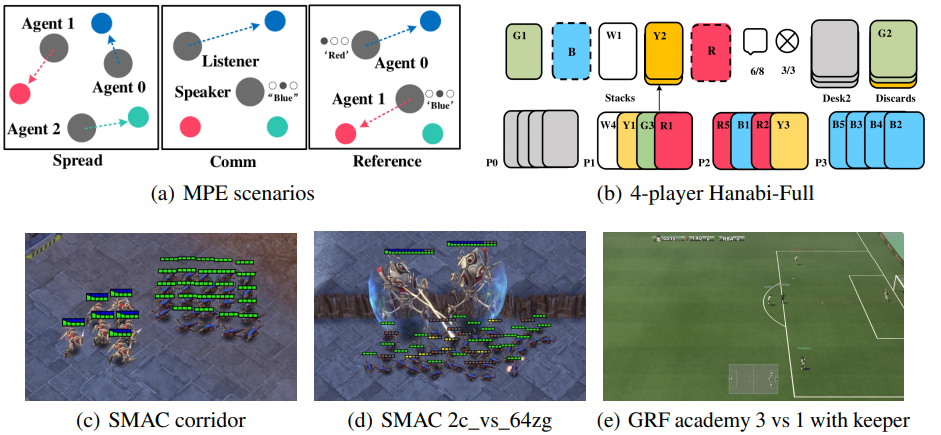 Agent 1
Agent 0
Agent 2
Spread
Listener
Speaker
"Blue"
Comm
'Red'
Agent 0
Agent 1
'Blue'
Reference
(a) MPE scenarios
G1
B
W1
Y2
R
6/8
3/3
G2
Stacks
Desk2
Discards
P0
P1
W4 Y1 G3 R1
P2
R5 B1 R2 Y3
P3
B5 B3 B4 B2
(b) 4-player Hanabi-Full
(c) SMAC corridor
(d) SMAC 2c_vs_64zg
(e) GRF academy 3 vs 1 with keeper